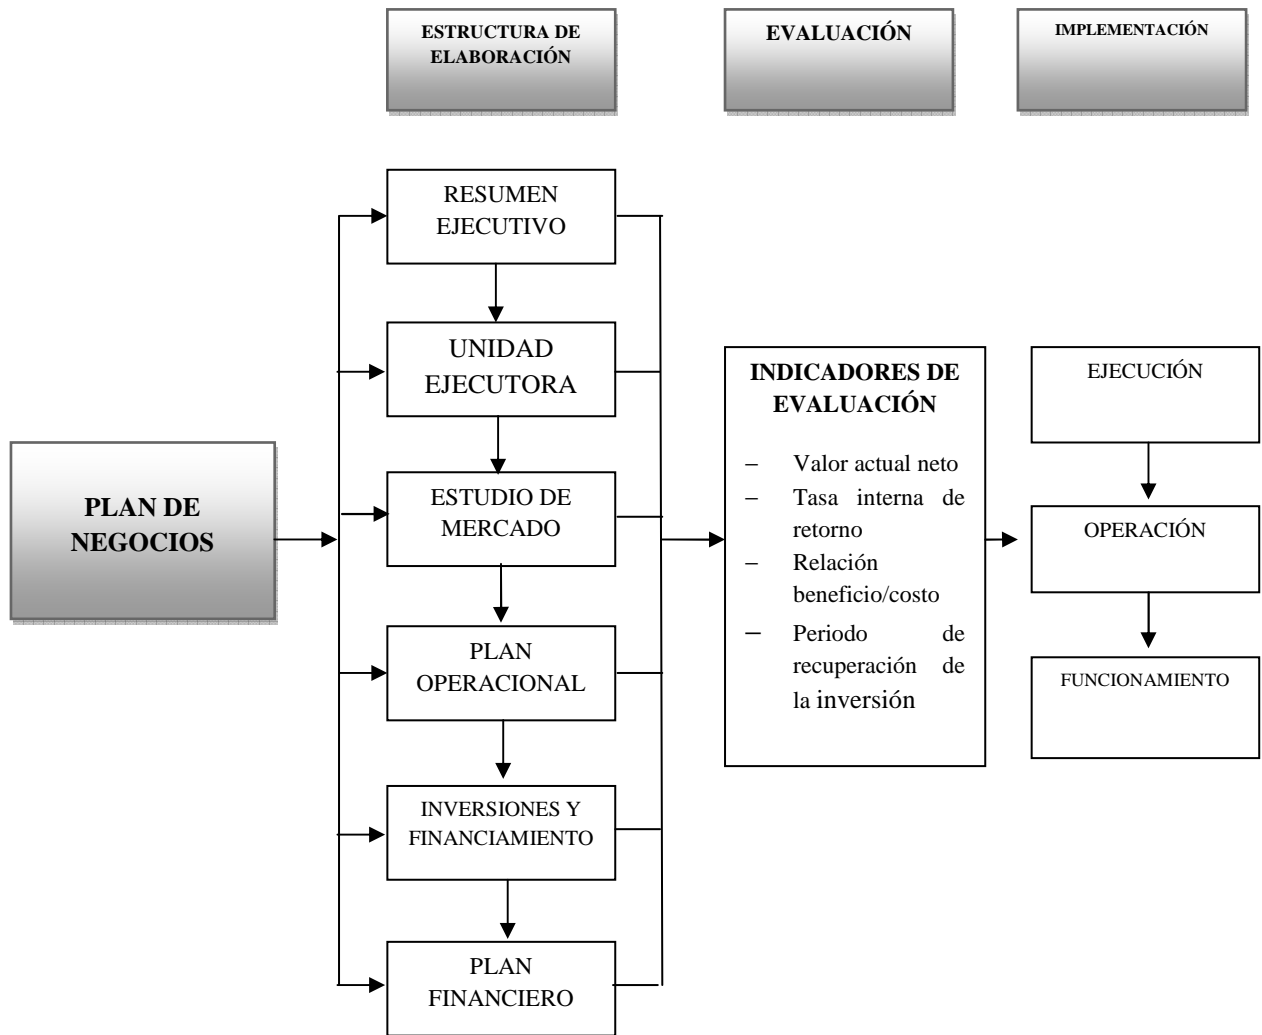 ESTRUCTURA DE
ELABORACIÓN
EVALUACIÓN
IMPLEMENTACIÓN
PLAN DE
NEGOCIOS
RESUMEN
EJECUTIVO
UNIDAD
EJECUTORA
ESTUDIO DE
MERCADO
PLAN
OPERACIONAL
INVERSIONES Y
FINANCIAMIENTO
PLAN
FINANCIERO
INDICADORES DE
EVALUACIÓN
– Valor actual neto
– Tasa interna de
retorno
– Relación
beneficio/costo
– Periodo de
recuperación de
la inversión
EJECUCIÓN
OPERACIÓN
FUNCIONAMIENTO